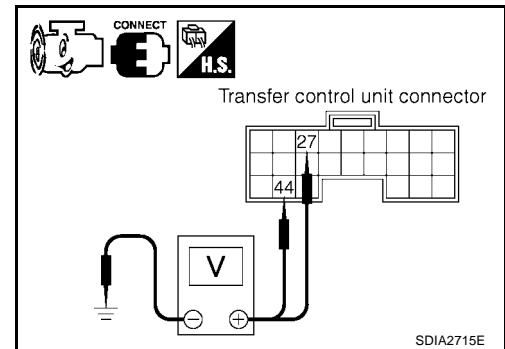 CONNECT
H.S.
Transfer control unit connector
27
44
V
SDIA2715E